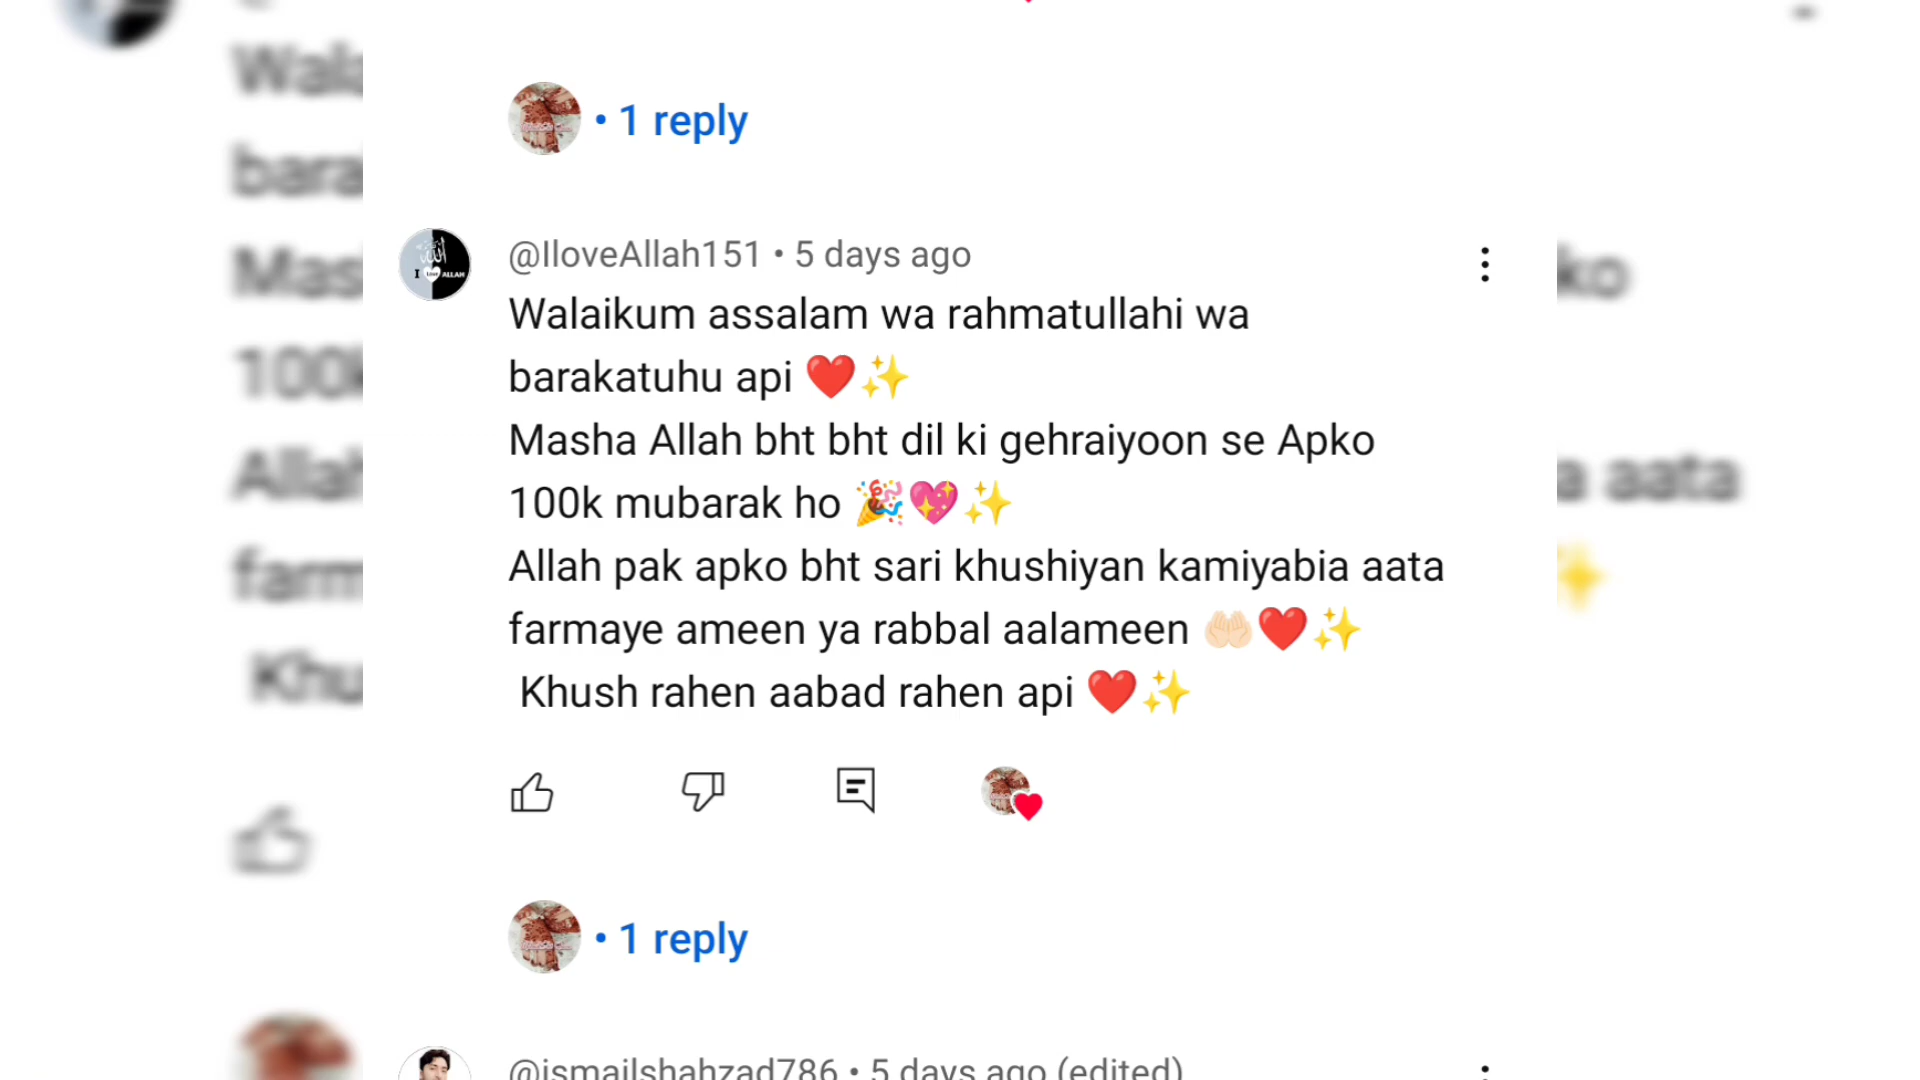 • 1 reply
@IloveAllah151 • 5 days ago
Walaikum assalam wa rahmatullahi wa
barakatuhu api ❤️✨
Masha Allah bht bht dil ki gehraiyoon se Apko
100k mubarak ho 🎉💖✨
Allah pak apko bht sari khushiyan kamiyabia aata
farmaye ameen ya rabbal aalameen 🤲🏻❤️✨
Khush rahen aabad rahen api ❤️✨
• 1 reply
@ismailshahzad786 • 5 days ago (edited)